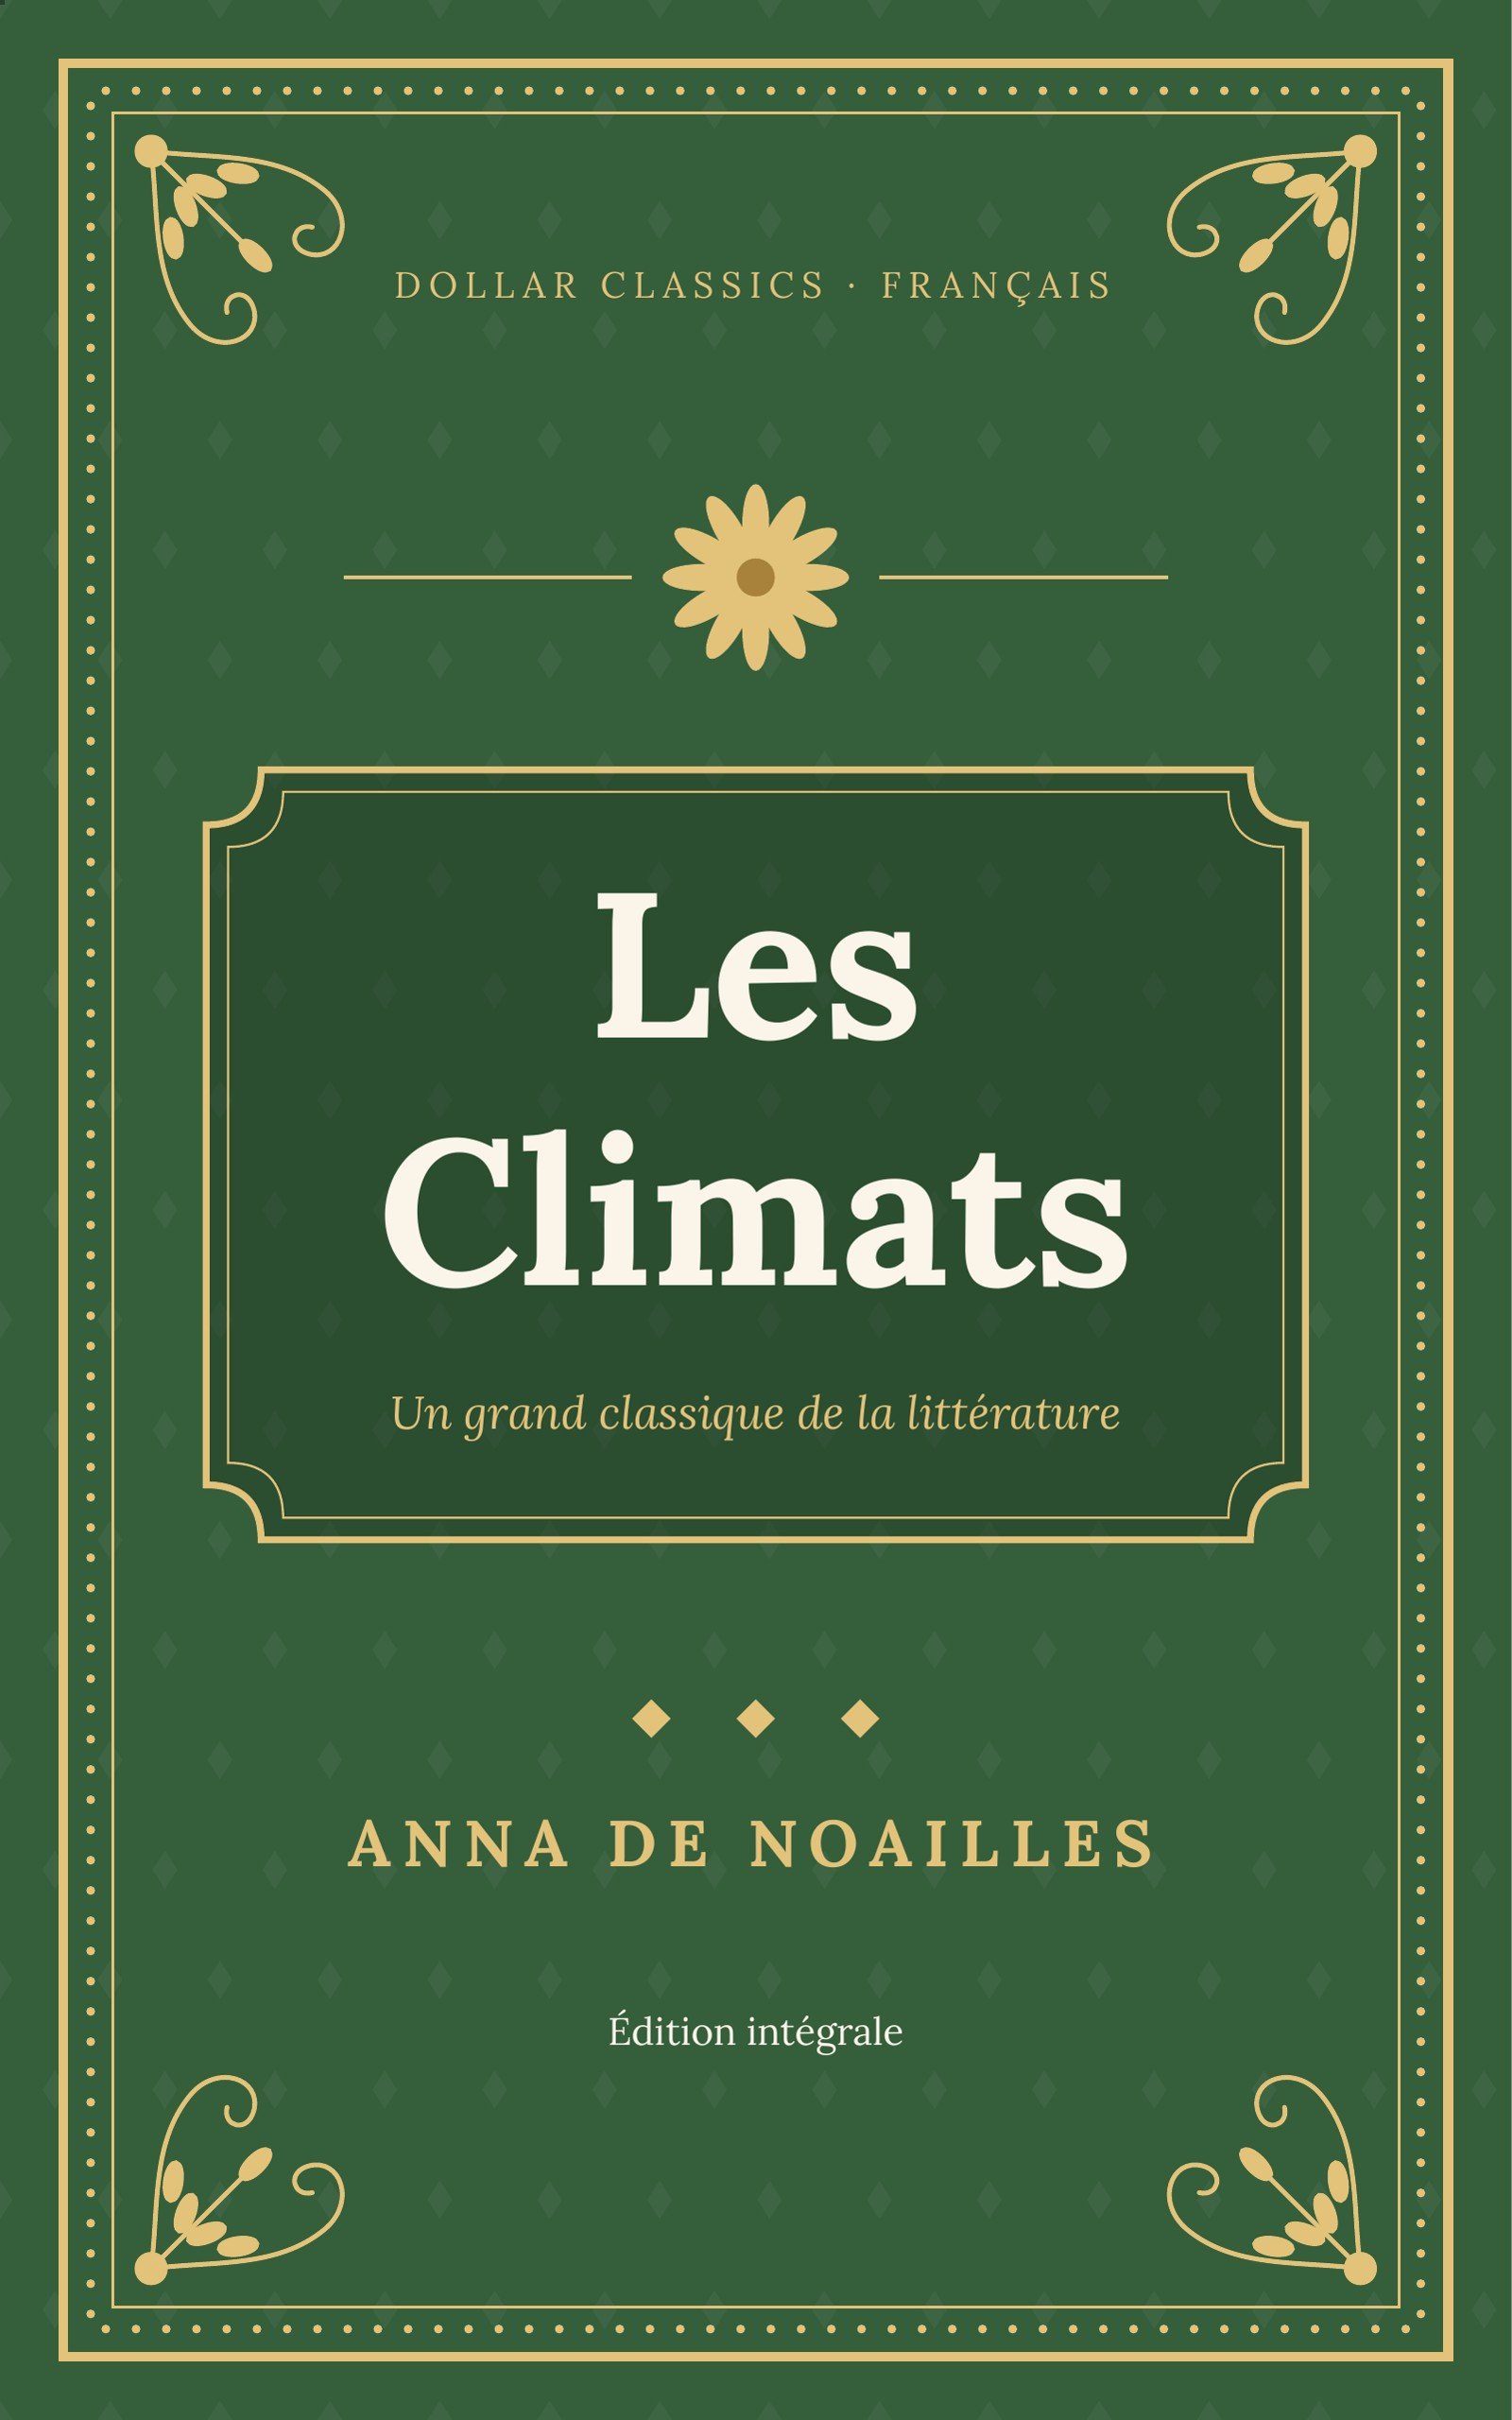 DOLLAR CLASSICS · FRANÇAIS
Les
Climats
Un grand classique de la littérature
ANNA DE NOAILLES
Édition intégrale